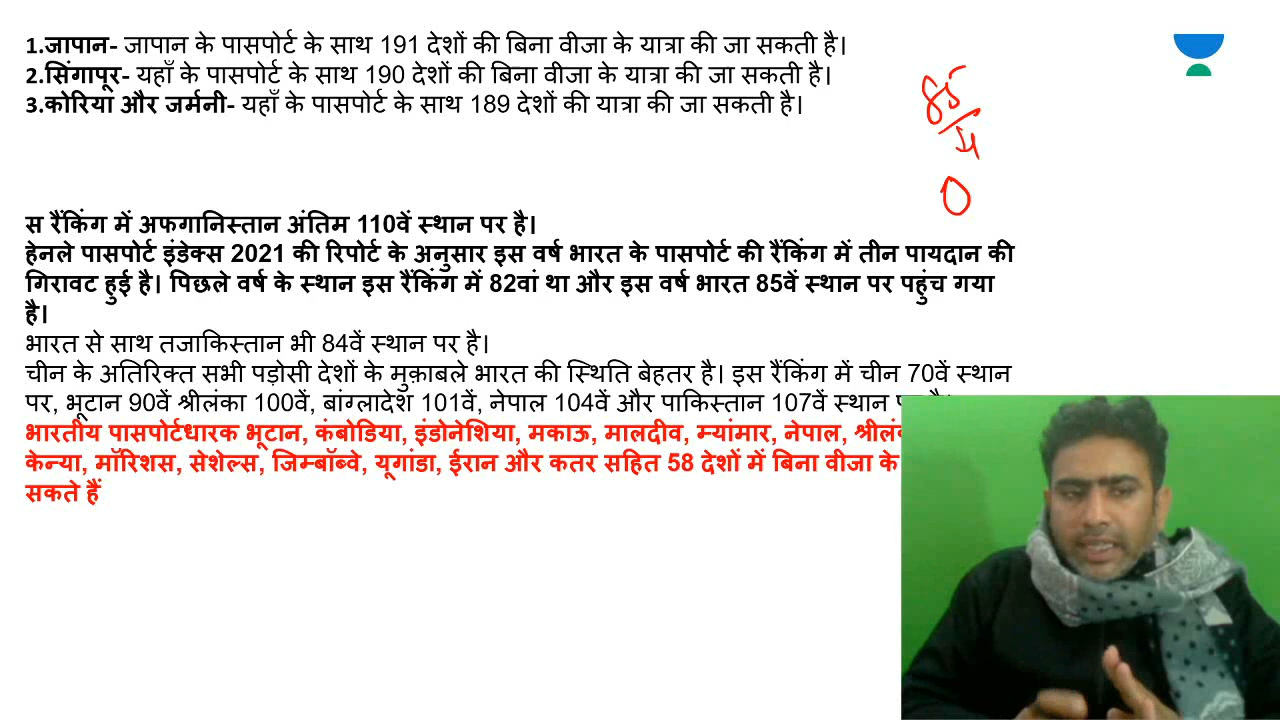 1.जापान- जापान के पासपोर्ट के साथ 191 देशों की बिना वीजा के यात्रा की जा सकती है।
2.सिंगापूर- यहाँ के पासपोर्ट के साथ 190 देशों की बिना वीजा के यात्रा की जा सकती है।
3.कोरिया और जर्मनी- यहाँ के पासपोर्ट के साथ 189 देशों की यात्रा की जा सकती है।
85
स रैंकिंग में अफगानिस्तान अंतिम 110वें स्थान पर है।
हेनले पासपोर्ट इंडेक्स 2021 की रिपोर्ट के अनुसार इस वर्ष भारत के पासपोर्ट की रैंकिंग में तीन पायदान की
गिरावट हुई है। पिछले वर्ष के स्थान इस रैंकिंग में 82वां था और इस वर्ष भारत 85वें स्थान पर पहुंच गया
है।
भारत से साथ तजाकिस्तान भी 84वें स्थान पर है।
चीन के अतिरिक्त सभी पड़ोसी देशों के मुक़ाबले भारत की स्थिति बेहतर है। इस रैंकिंग में चीन 70वें स्थान
पर, भूटान 90वें श्रीलंका 100वें, बांग्लादेश 101वें, नेपाल 104वें और पाकिस्तान 107वें स्थान
भारतीय पासपोर्टधारक भूटान, कंबोडिया, इंडोनेशिया, मकाऊ, मालदीव, म्यांमार, नेपाल,
केन्या, मॉरिशस, सेशेल्स, जिम्बॉब्वे, यूगांडा, ईरान और कतर सहित 58 देशों में बिना वीजा के
सकते हैं